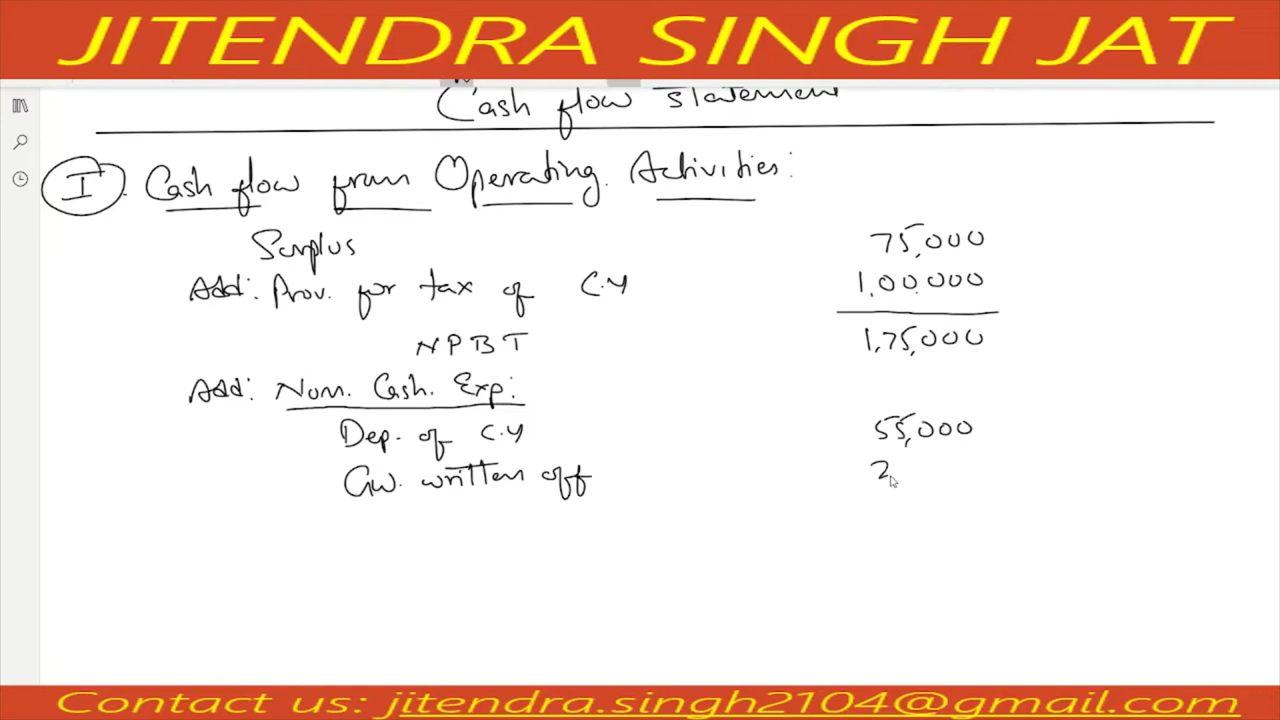 JITENDRA SINGH JAT
Cash flow statement
I. Cash flow from Operating Activities:
Surplus 75,000
Add: Prov. for tax of C.Y 1,00,000
NPBT 1,75,000
Add: Non. Cash. Exp:
Dep. of C.Y 55,000
Gw. written off 2
Contact us: jitendra.singh2104@gmail.com